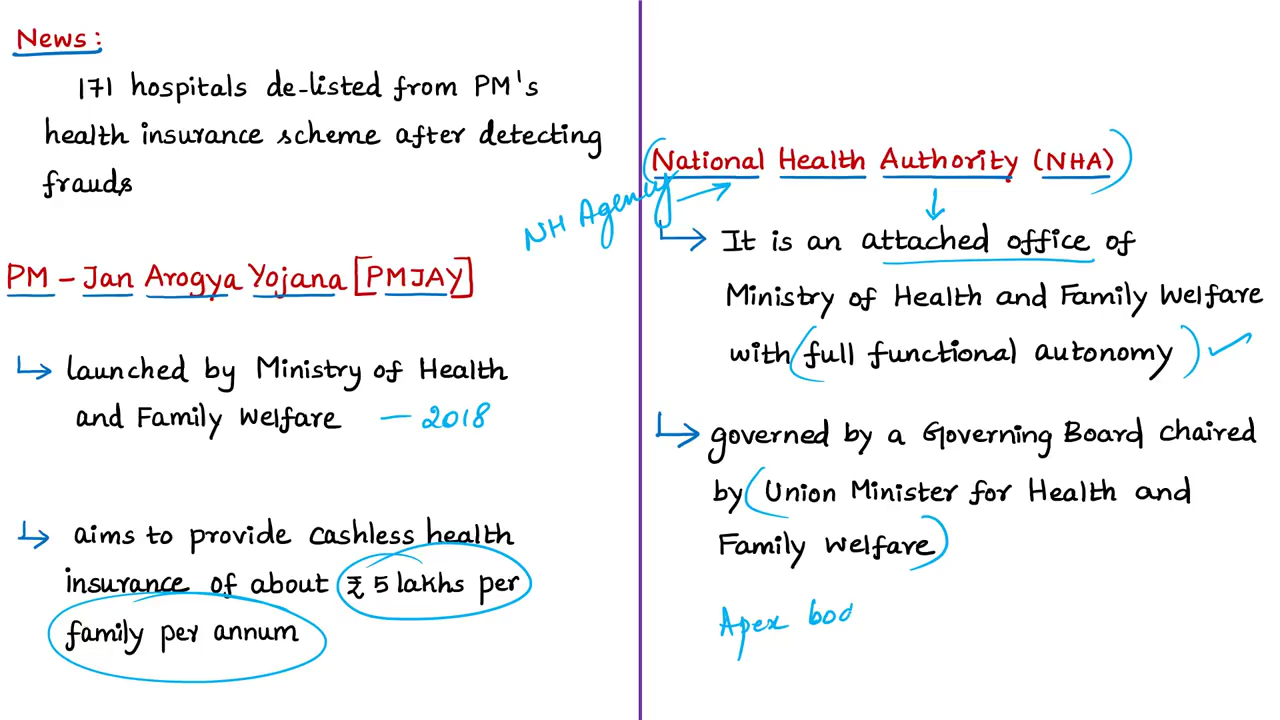 News:
171 hospitals de-listed from PM's
health insurance scheme after detecting
frauds
PM - Jan Arogya Yojana [PMJAY]
launched by Ministry of Health
and Family Welfare - 2018
aims to provide cashless health
insurance of about ₹ 5 lakhs per
family per annum
National Health Authority (NHA)
NH Agency
It is an attached office of
Ministry of Health and Family Welfare
with (full functional autonomy)
governed by a Governing Board chaired
by (Union Minister for Health and
Family Welfare)
Apex bod